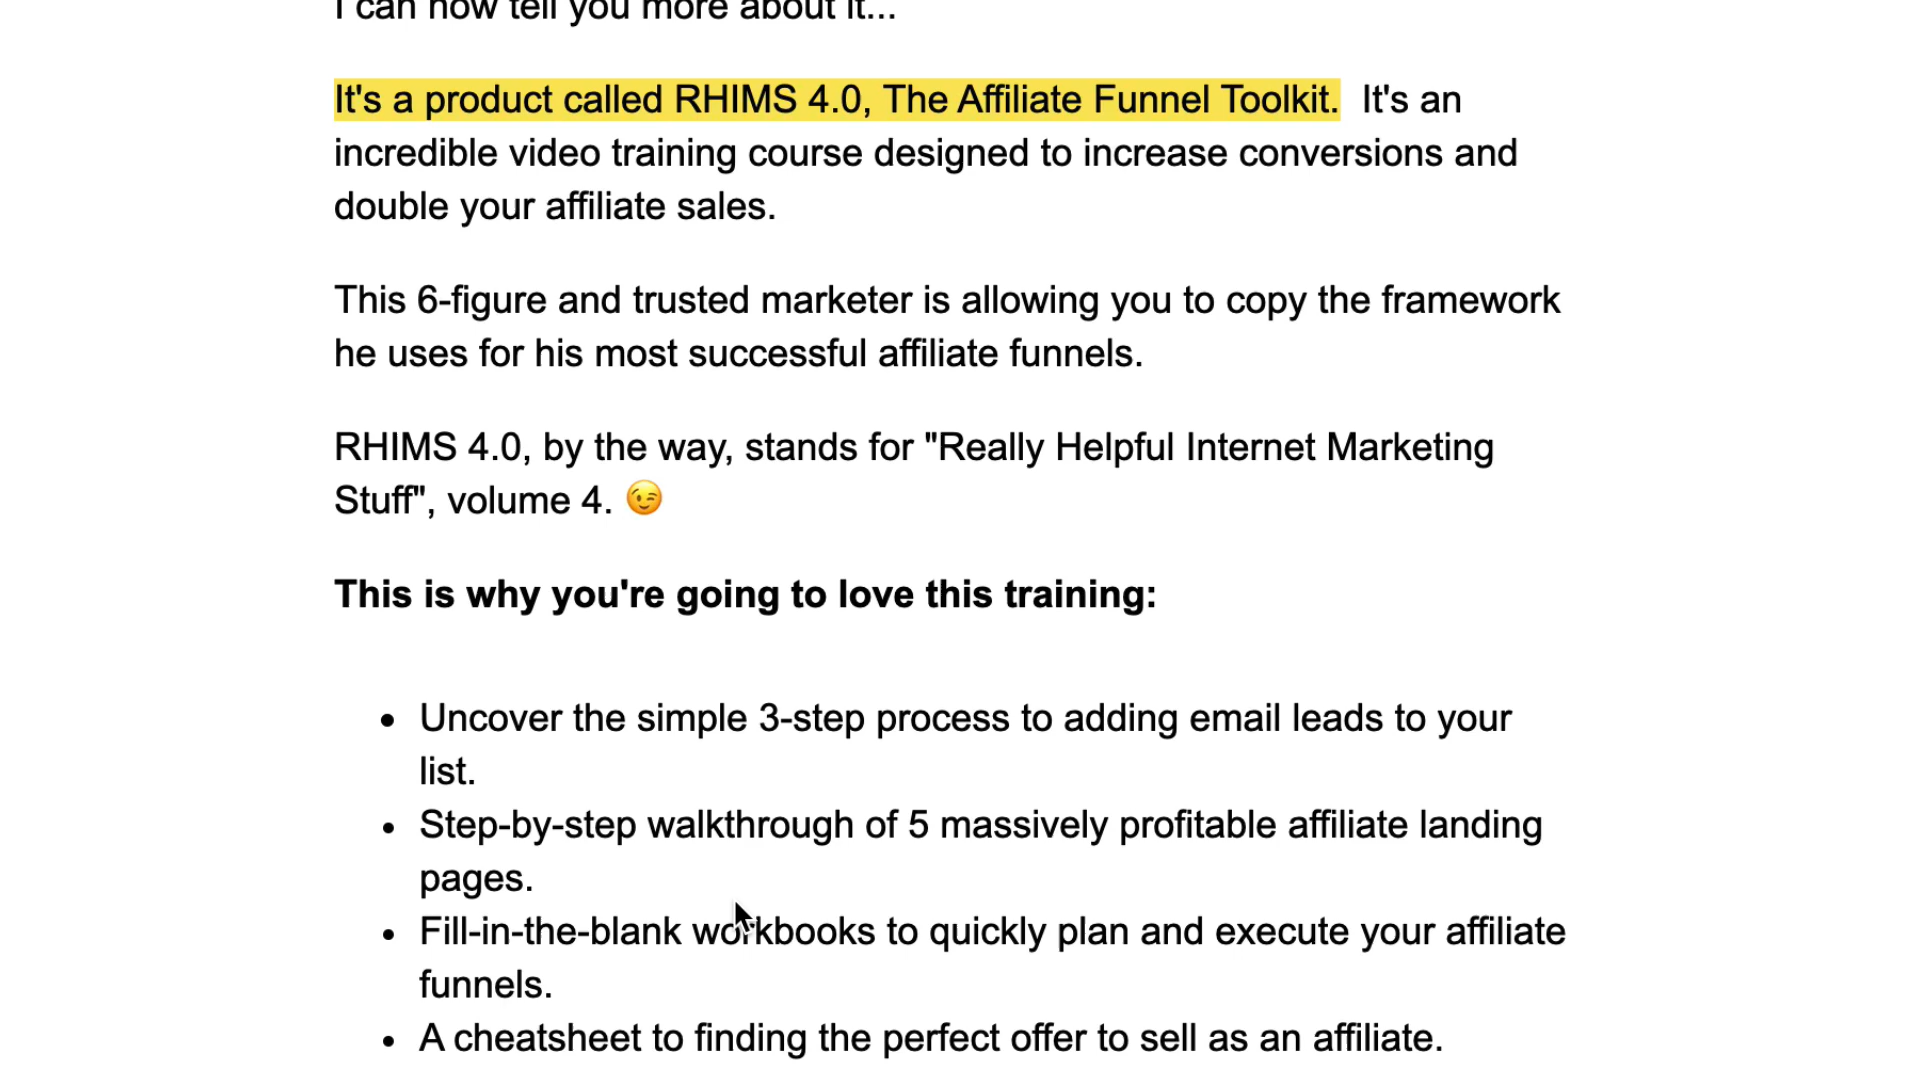 I can now tell you more about it...
It's a product called RHIMS 4.0, The Affiliate Funnel Toolkit. It's an
incredible video training course designed to increase conversions and
double your affiliate sales.
This 6-figure and trusted marketer is allowing you to copy the framework
he uses for his most successful affiliate funnels.
RHIMS 4.0, by the way, stands for "Really Helpful Internet Marketing
Stuff", volume 4. 😉
This is why you're going to love this training:
• Uncover the simple 3-step process to adding email leads to your
list.
• Step-by-step walkthrough of 5 massively profitable affiliate landing
pages.
• Fill-in-the-blank workbooks to quickly plan and execute your affiliate
funnels.
• A cheatsheet to finding the perfect offer to sell as an affiliate.